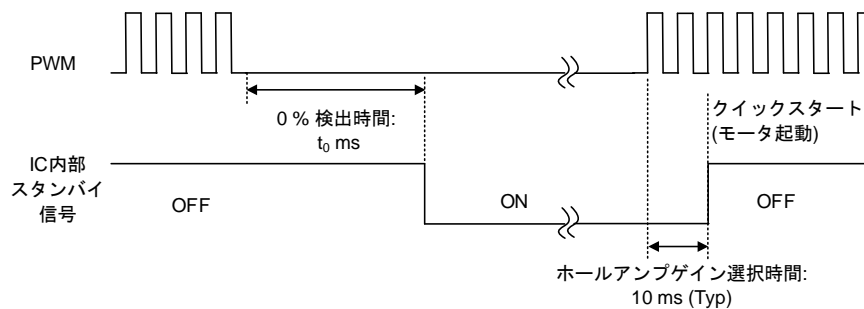 PWM
0 % 検出時間:
t₀ ms
クイックスタート
(モータ起動)
IC内部
スタンバイ
信号
OFF
ON
OFF
ホールアンプゲイン選択時間:
10 ms (Typ)